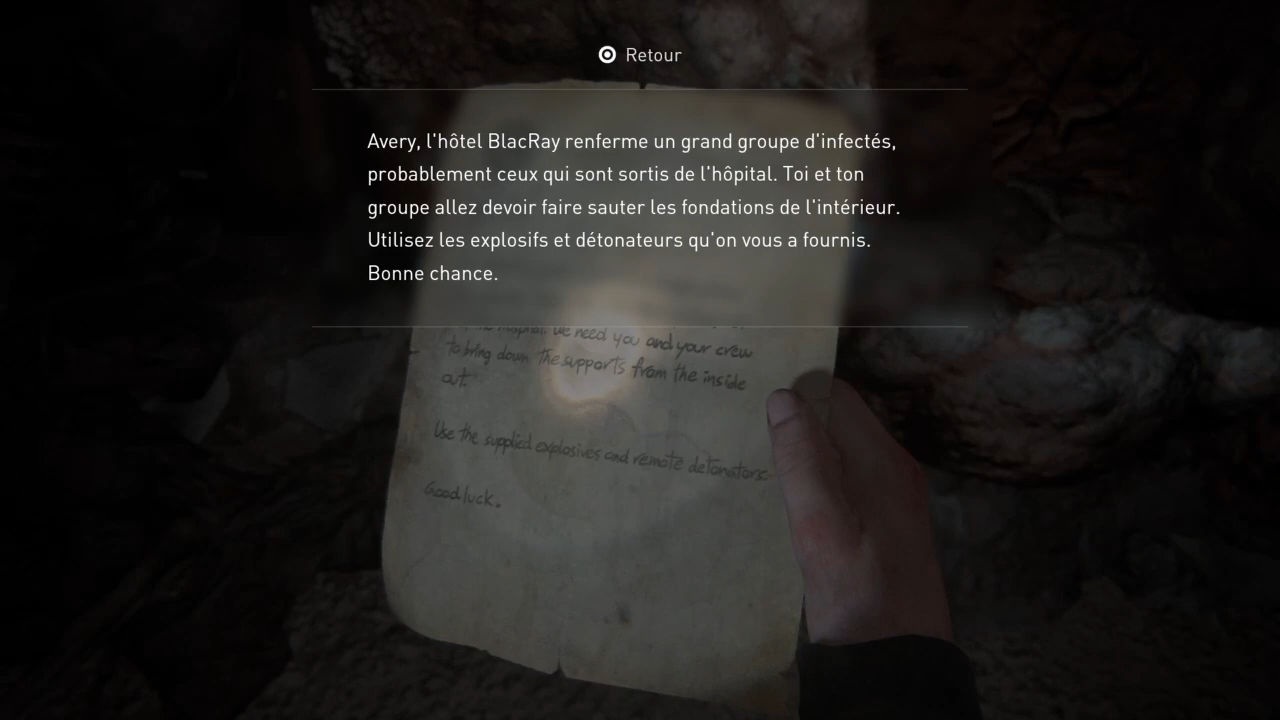 Retour
Avery, l'hôtel BlacRay renferme un grand groupe d'infectés,
probablement ceux qui sont sortis de l'hôpital. Toi et ton
groupe allez devoir faire sauter les fondations de l'intérieur.
Utilisez les explosifs et détonateurs qu'on vous a fournis.
Bonne chance.
hospital. We need you and your crew
to bring down the supports from the inside
out.
Use the supplied explosives and remote detonators.
Good luck.